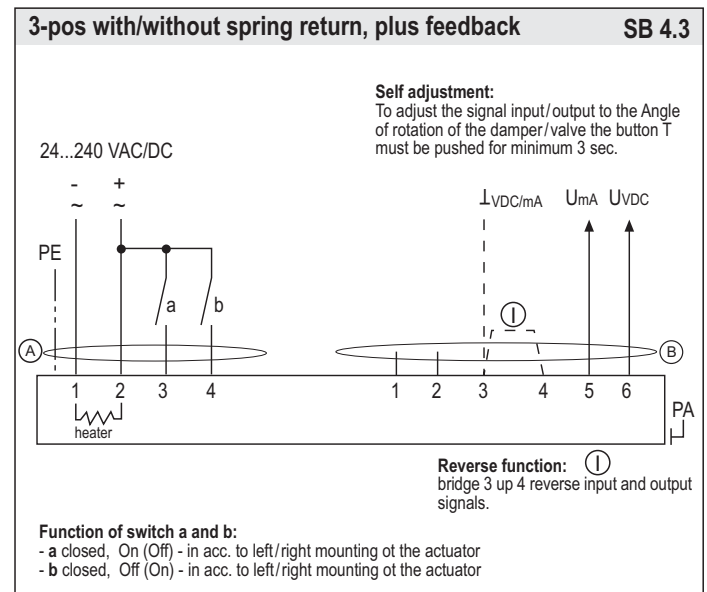 3-pos with/without spring return, plus feedback SB 4.3
Self adjustment:
To adjust the signal input/output to the Angle
of rotation of the damper/valve the button T
must be pushed for minimum 3 sec.
24...240 VAC/DC
- +
~ ~
⊥VDC/mA UmA UVDC
PE
a b
I
A
B
1 2 3 4
1 2 3 4 5 6
heater
PA
Reverse function: I
bridge 3 up 4 reverse input and output
signals.
Function of switch a and b:
- a closed, On (Off) - in acc. to left/right mounting ot the actuator
- b closed, Off (On) - in acc. to left/right mounting ot the actuator